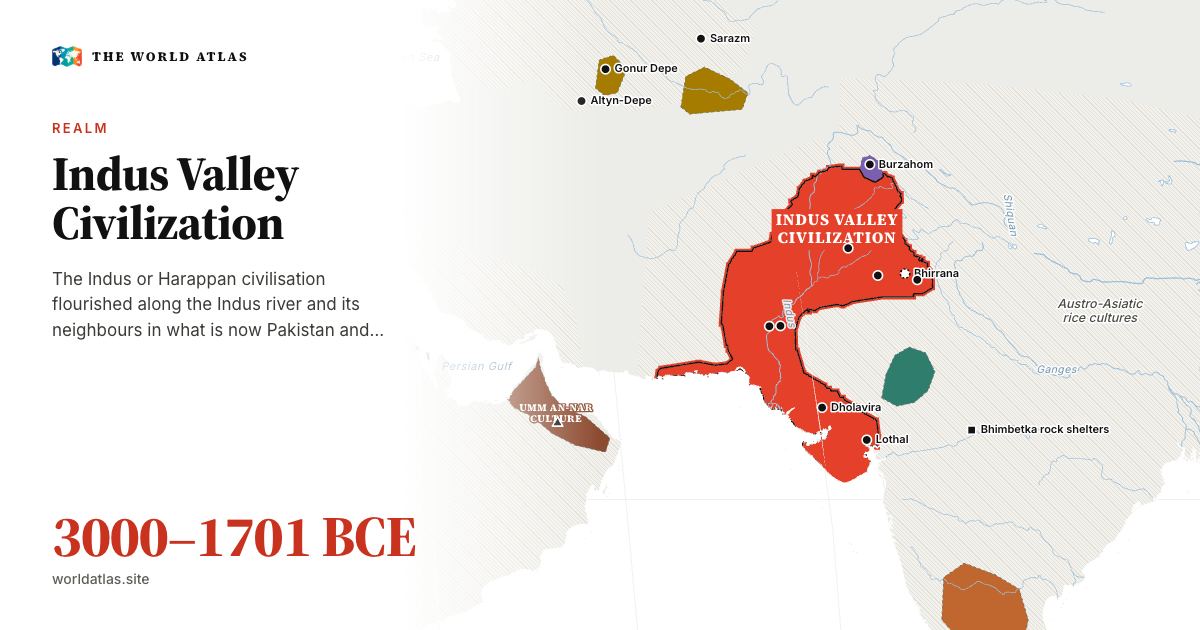 THE WORLD ATLAS
REALM
Indus Valley
Civilization
The Indus or Harappan civilisation
flourished along the Indus river and its
neighbours in what is now Pakistan and...
3000–1701 BCE
worldatlas.site
Sea
Sarazm
Gonur Depe
Altyn-Depe
Burzahom
Shiquan
INDUS VALLEY
CIVILIZATION
Bhirrana
Indus
Austro-Asiatic
rice cultures
Persian Gulf
Ganges
UMM AN-NAR
CULTURE
Dholavira
Bhimbetka rock shelters
Lothal